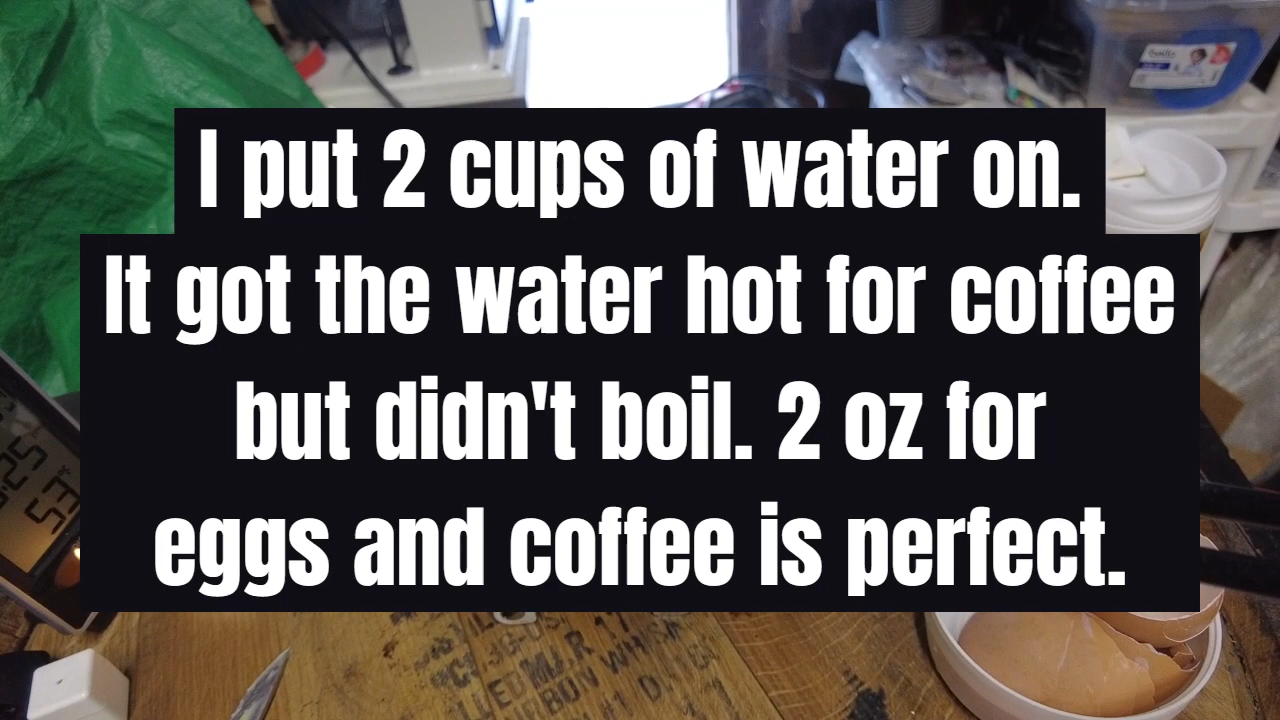 I put 2 cups of water on.
It got the water hot for coffee
but didn't boil. 2 oz for
eggs and coffee is perfect.